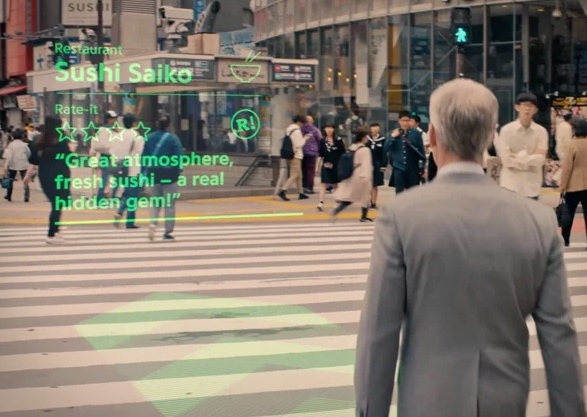 SUSHI
Restaurant
Sushi Saiko
Rate-it
R!
"Great atmosphere,
fresh sushi – a real
hidden gem!"